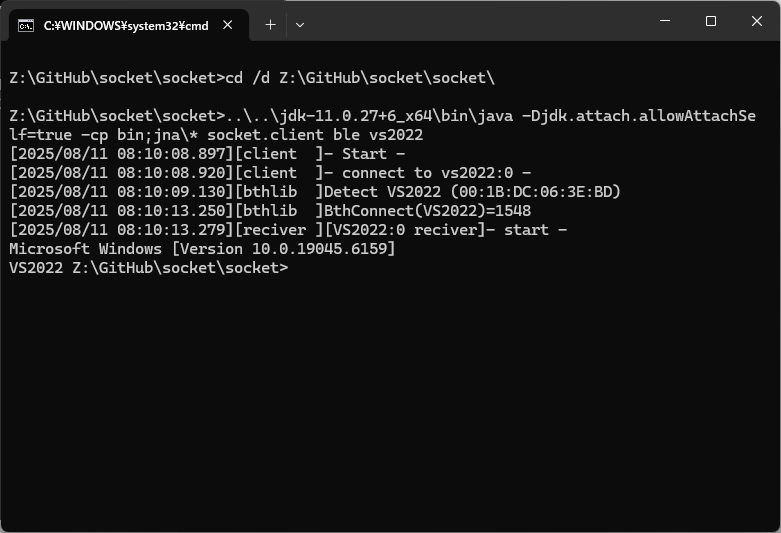 C:¥WINDOWS¥system32¥cmd
Z:\GitHub\socket\socket>cd /d Z:\GitHub\socket\socket\
Z:\GitHub\socket\socket>..\..\jdk-11.0.27+6_x64\bin\java -Djdk.attach.allowAttachSe
lf=true -cp bin;jna\* socket.client ble vs2022
[2025/08/11 08:10:08.897][client  ]- Start -
[2025/08/11 08:10:08.920][client  ]- connect to vs2022:0 -
[2025/08/11 08:10:09.130][bthlib  ]Detect VS2022 (00:1B:DC:06:3E:BD)
[2025/08/11 08:10:13.250][bthlib  ]BthConnect(VS2022)=1548
[2025/08/11 08:10:13.279][reciver ][VS2022:0 reciver]- start -
Microsoft Windows [Version 10.0.19045.6159]
VS2022 Z:\GitHub\socket\socket>